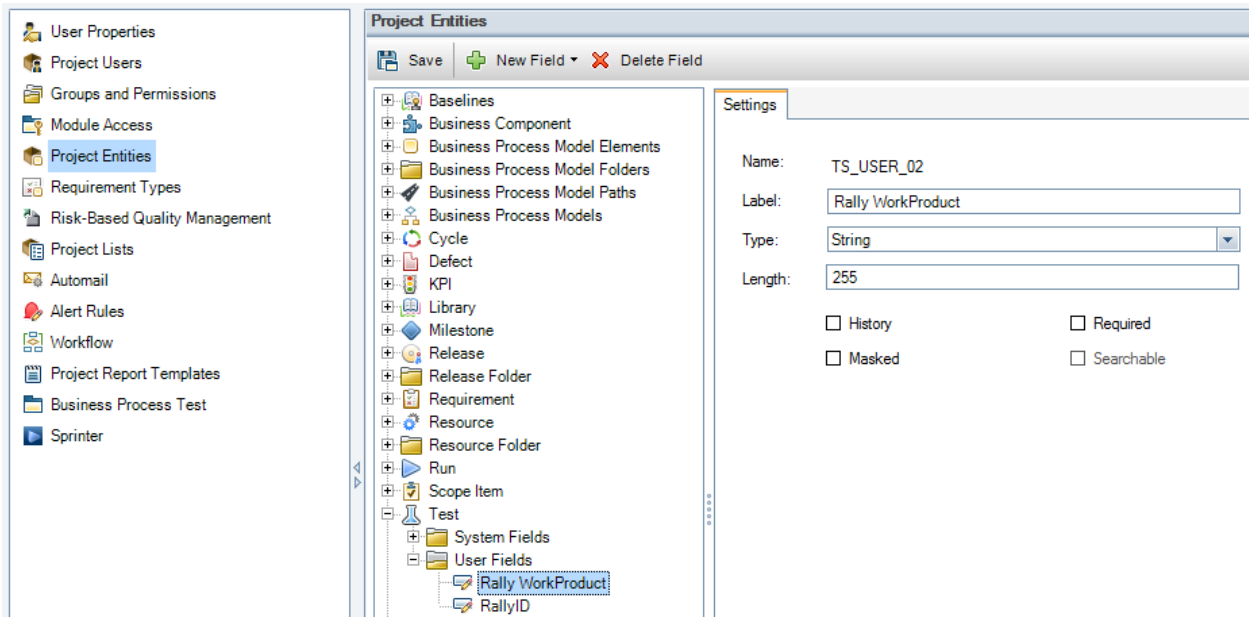 User Properties
Project Users
Groups and Permissions
Module Access
Project Entities
Requirement Types
Risk-Based Quality Management
Project Lists
Automail
Alert Rules
Workflow
Project Report Templates
Business Process Test
Sprinter
Project Entities
Save New Field Delete Field
Baselines
Business Component
Business Process Model Elements
Business Process Model Folders
Business Process Model Paths
Business Process Models
Cycle
Defect
KPI
Library
Milestone
Release
Release Folder
Requirement
Resource
Resource Folder
Run
Scope Item
Test
System Fields
User Fields
Rally WorkProduct
RallyID
Settings
Name: TS_USER_02
Label: Rally WorkProduct
Type: String
Length: 255
History Required
Masked Searchable